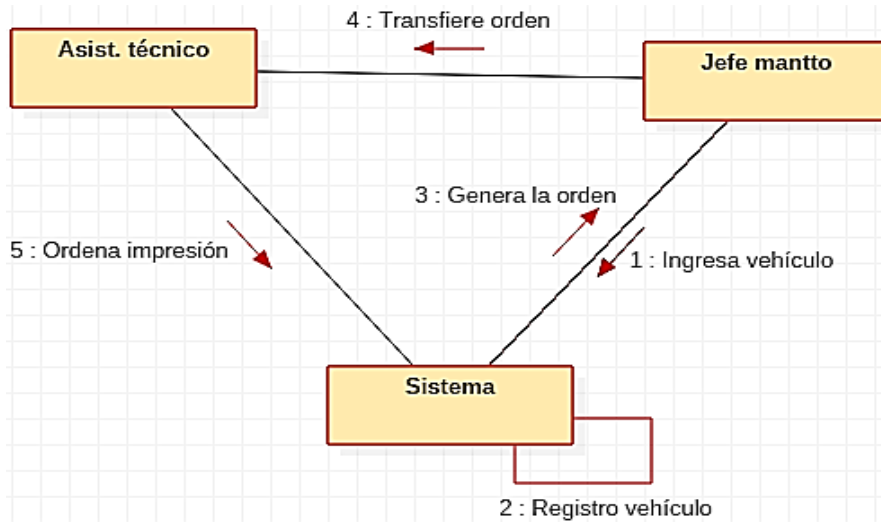 4 : Transfiere orden
Asist. técnico
Jefe mantto
3 : Genera la orden
5 : Ordena impresión
1 : Ingresa vehículo
Sistema
2 : Registro vehículo